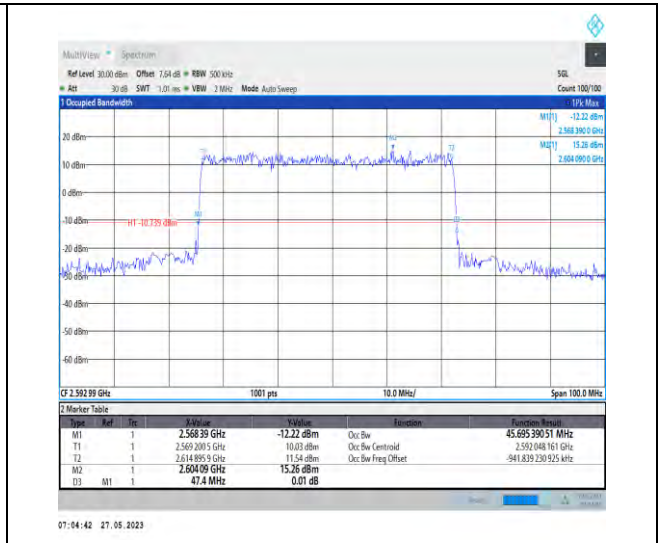 MultiView Spectrum
Ref Level 30.00 dBm Offset 7.64 dB RBW 500 kHz SGL
Att 30 dB SWT 1.01 ms VBW 2 MHz Mode Auto Sweep Count 100/100
1 Occupied Bandwidth 1Pk Max
M1[1] -12.22 dBm
2.568 390 0 GHz
M2[1] 15.26 dBm
2.604 090 0 GHz
20 dBm
T2
10 dBm
0 dBm
-10 dBm
H1 -10.739 dBm
-20 dBm
-30 dBm
-40 dBm
-50 dBm
-60 dBm
CF 2.592 99 GHz 1001 pts 10.0 MHz/ Span 100.0 MHz
2 Marker Table
Type Ref Trc X-Value Y-Value Function Function Result
M1 1 2.568 39 GHz -12.22 dBm Occ Bw 45.695 390 51 MHz
T1 1 2.569 200 5 GHz 10.03 dBm Occ Bw Centroid 2.592 048 161 GHz
T2 1 2.614 895 9 GHz 11.54 dBm Occ Bw Freq Offset -941.839 230 925 kHz
M2 1 2.604 09 GHz 15.26 dBm
D3 M1 1 47.4 MHz 0.01 dB
07:04:42 27.05.2023